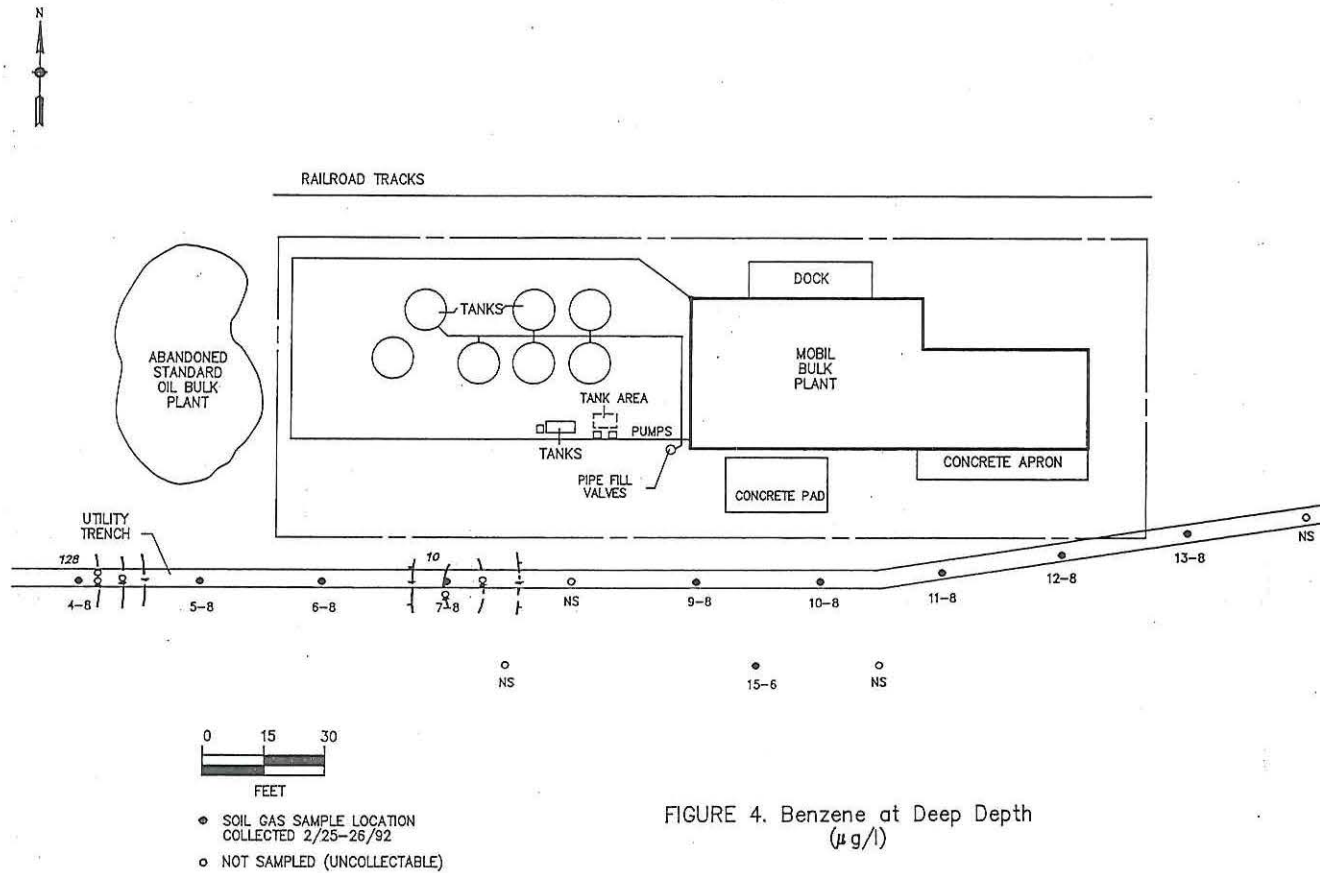 N
RAILROAD TRACKS
DOCK
TANKS
MOBIL
BULK
PLANT
ABANDONED
STANDARD
OIL BULK
PLANT
TANK AREA
PUMPS
TANKS
PIPE FILL
VALVES
CONCRETE PAD
CONCRETE APRON
UTILITY
TRENCH
128
10
4-8
5-8
6-8
7-8
NS
9-8
10-8
11-8
12-8
13-8
NS
NS
15-6
NS
0 15 30
FEET
SOIL GAS SAMPLE LOCATION
COLLECTED 2/25-26/92
NOT SAMPLED (UNCOLLECTABLE)
FIGURE 4. Benzene at Deep Depth
(μg/l)